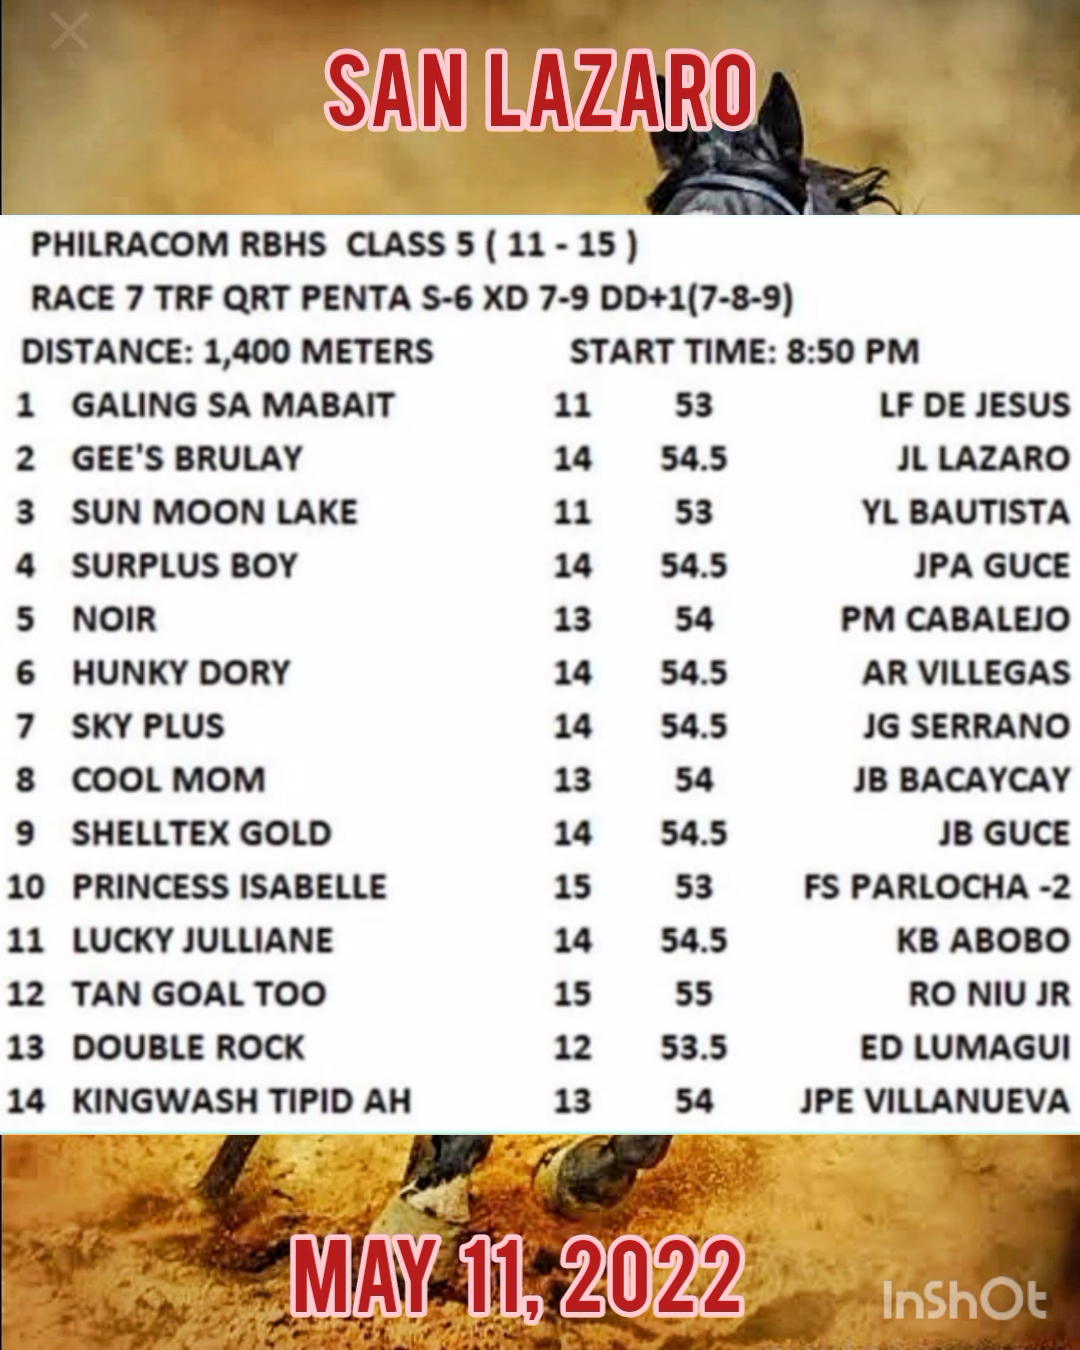 SAN LAZARO
PHILRACOM RBHS CLASS 5 ( 11 - 15 )
RACE 7 TRF QRT PENTA S-6 XD 7-9 DD+1(7-8-9)
DISTANCE: 1,400 METERS START TIME: 8:50 PM
1 GALING SA MABAIT 11 53 LF DE JESUS
2 GEE'S BRULAY 14 54.5 JL LAZARO
3 SUN MOON LAKE 11 53 YL BAUTISTA
4 SURPLUS BOY 14 54.5 JPA GUCE
5 NOIR 13 54 PM CABALEJO
6 HUNKY DORY 14 54.5 AR VILLEGAS
7 SKY PLUS 14 54.5 JG SERRANO
8 COOL MOM 13 54 JB BACAYCAY
9 SHELLTEX GOLD 14 54.5 JB GUCE
10 PRINCESS ISABELLE 15 53 FS PARLOCHA -2
11 LUCKY JULLIANE 14 54.5 KB ABOBO
12 TAN GOAL TOO 15 55 RO NIU JR
13 DOUBLE ROCK 12 53.5 ED LUMAGUI
14 KINGWASH TIPID AH 13 54 JPE VILLANUEVA
MAY 11, 2022
InShOt